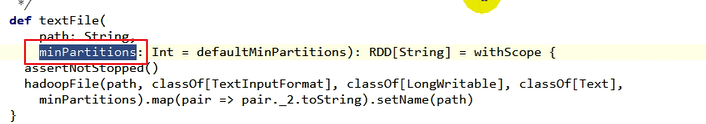 */
def textFile(
path: String,
minPartitions: Int = defaultMinPartitions): RDD[String] = withScope {
assertNotStopped()
hadoopFile(path, classOf[TextInputFormat], classOf[LongWritable], classOf[Text],
minPartitions).map(pair => pair._2.toString).setName(path)
}